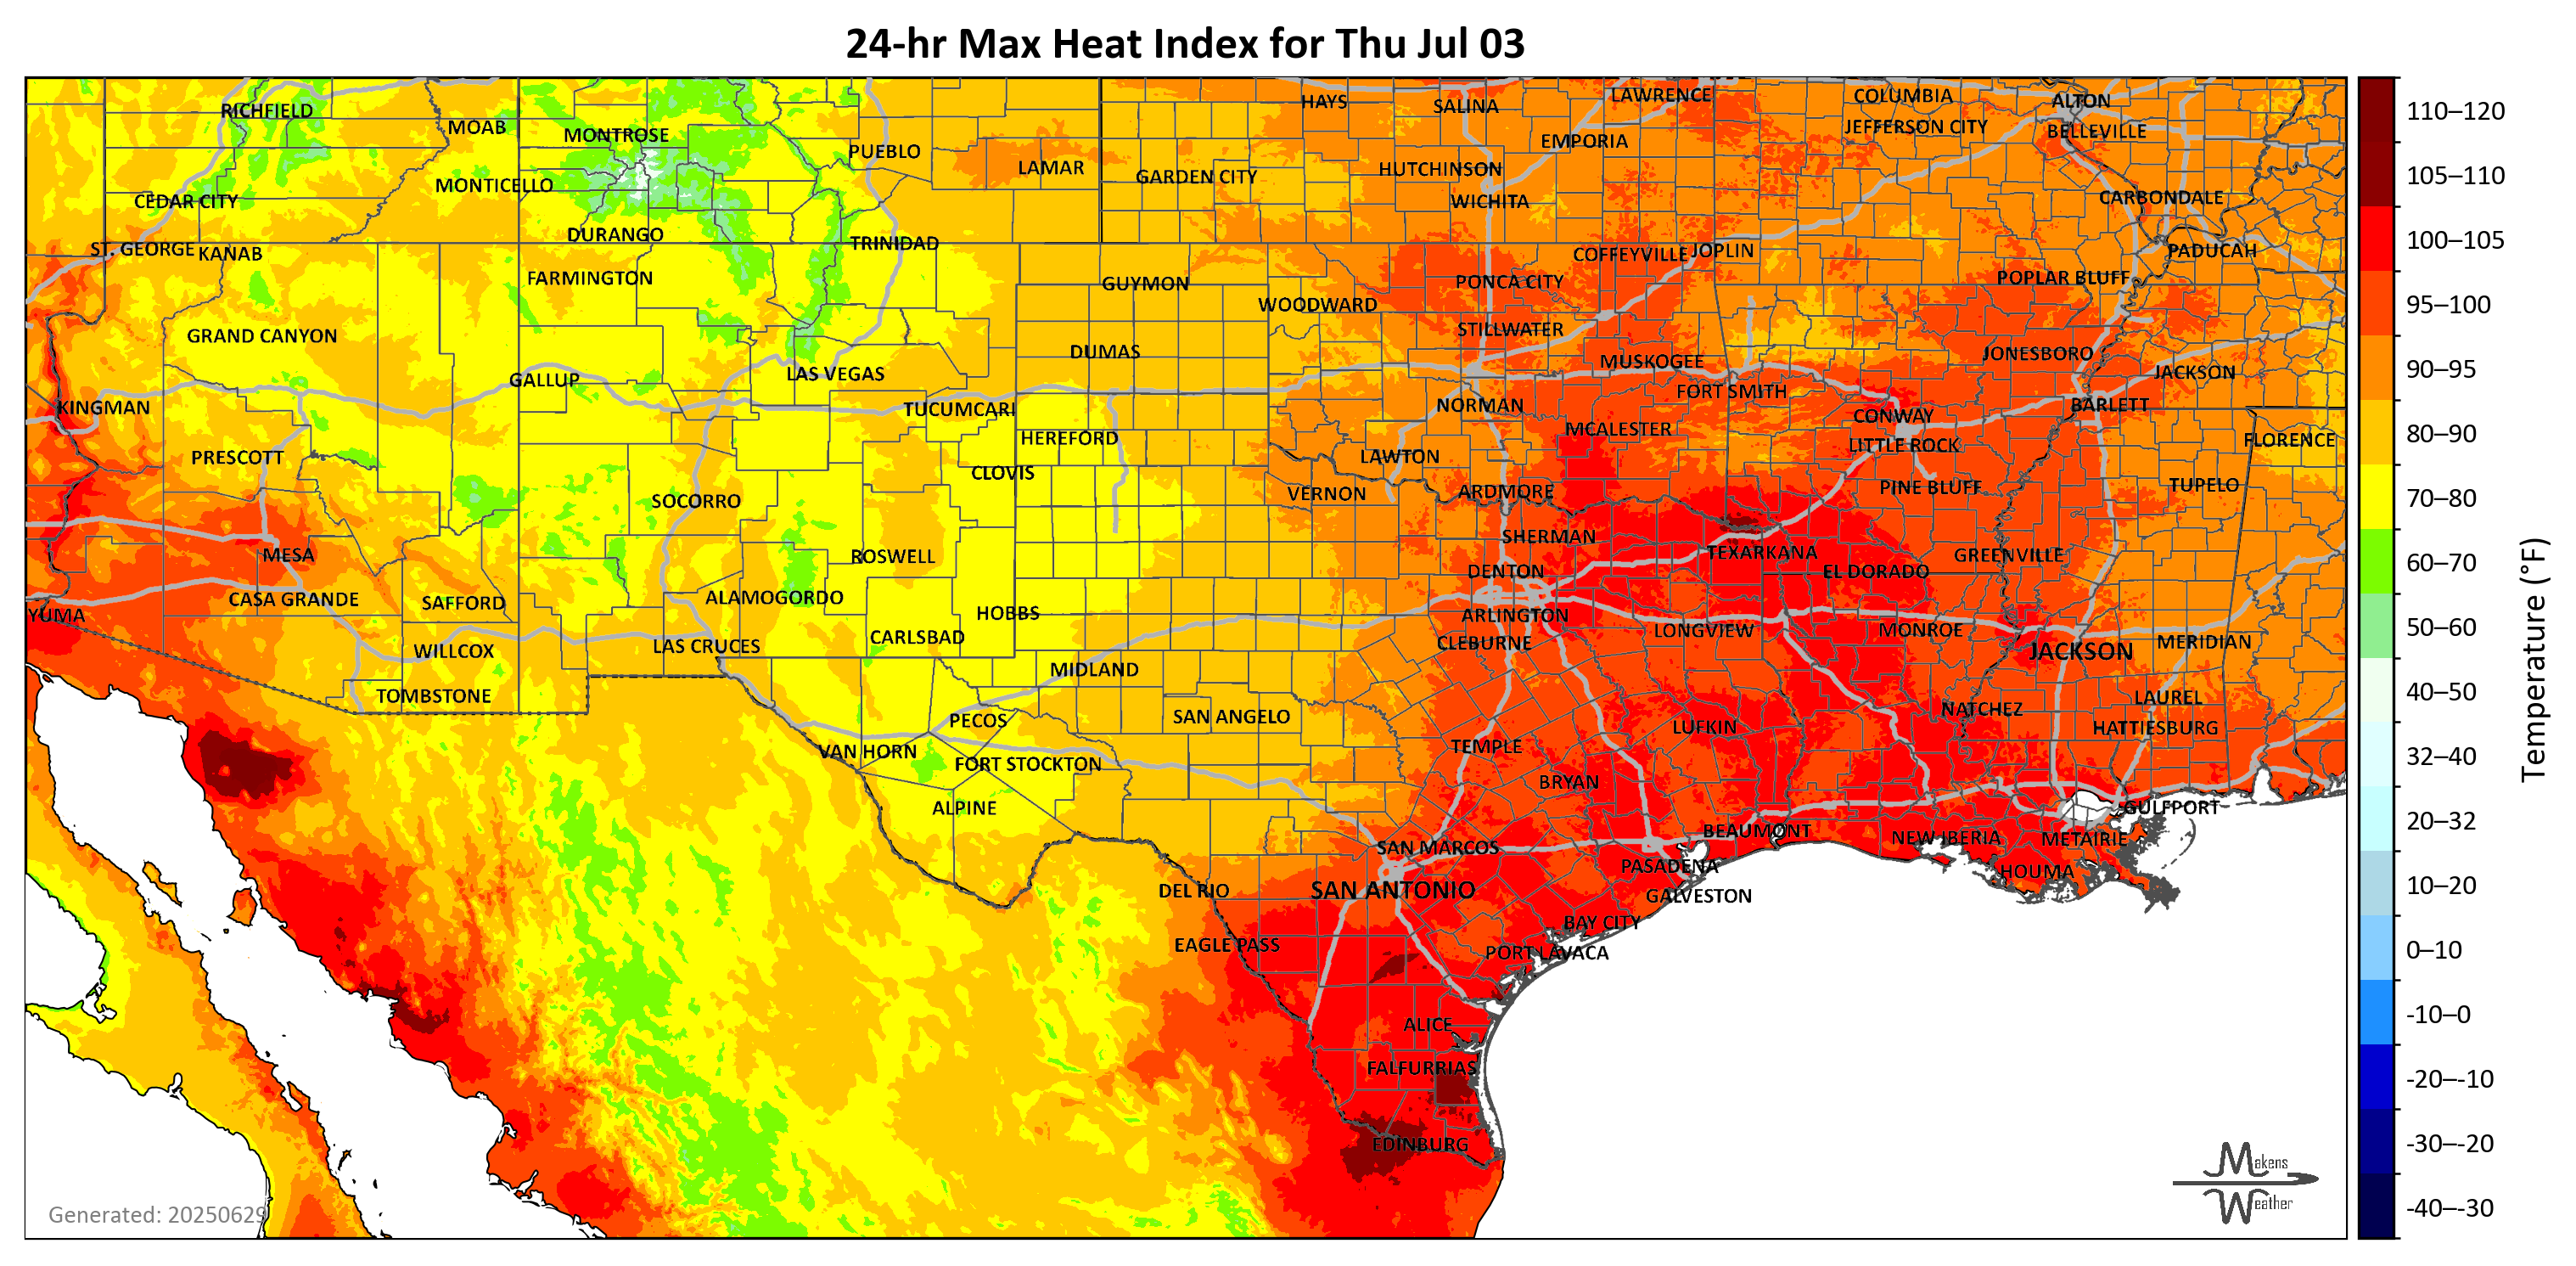 24-hr Max Heat Index for Thu Jul 03
RICHFIELD
MOAB
MONTROSE
PUEBLO
LAMAR
HAYS
SALINA
LAWRENCE
COLUMBIA
ALTON
EMPORIA
JEFFERSON CITY
BELLEVILLE
CEDAR CITY
MONTICELLO
GARDEN CITY
HUTCHINSON
WICHITA
CARBONDALE
ST. GEORGE
KANAB
DURANGO
TRINIDAD
COFFEYVILLE
JOPLIN
PADUCAH
FARMINGTON
GUYMON
WOODWARD
PONCA CITY
POPLAR BLUFF
GRAND CANYON
STILLWATER
DUMAS
MUSKOGEE
JONESBORO
GALLUP
LAS VEGAS
FORT SMITH
JACKSON
KINGMAN
TUCUMCARI
NORMAN
CONWAY
BARLETT
HEREFORD
MCALESTER
LITTLE ROCK
FLORENCE
PRESCOTT
CLOVIS
LAWTON
SOCORRO
VERNON
ARDMORE
PINE BLUFF
TUPELO
MESA
ROSWELL
SHERMAN
TEXARKANA
GREENVILLE
DENTON
EL DORADO
CASA GRANDE
SAFFORD
ALAMOGORDO
HOBBS
YUMA
ARLINGTON
CARLSBAD
CLEBURNE
LONGVIEW
MONROE
WILLCOX
LAS CRUCES
JACKSON
MERIDIAN
MIDLAND
TOMBSTONE
LAUREL
PECOS
SAN ANGELO
LUFKIN
NATCHEZ
HATTIESBURG
VAN HORN
FORT STOCKTON
TEMPLE
BRYAN
ALPINE
GULFPORT
BEAUMONT
NEW IBERIA
METAIRIE
SAN MARCOS
PASADENA
HOUMA
DEL RIO
SAN ANTONIO
GALVESTON
BAY CITY
EAGLE PASS
PORT LAVACA
ALICE
FALFURRIAS
EDINBURG
Generated: 20250629
Makens
Weather
110–120
105–110
100–105
95–100
90–95
80–90
70–80
60–70
50–60
40–50
32–40
20–32
10–20
0–10
-10–0
-20–-10
-30–-20
-40–-30
Temperature (°F)